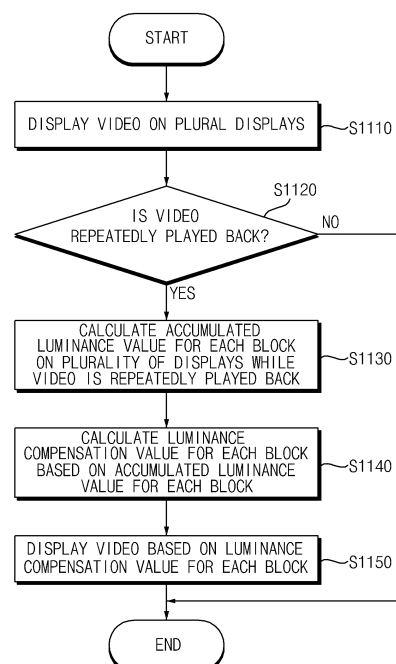 START
DISPLAY VIDEO ON PLURAL DISPLAYS
S1110
S1120
IS VIDEO
REPEATEDLY PLAYED BACK?
NO
YES
CALCULATE ACCUMULATED
LUMINANCE VALUE FOR EACH BLOCK
ON PLURALITY OF DISPLAYS WHILE
VIDEO IS REPEATEDLY PLAYED BACK
S1130
CALCULATE LUMINANCE
COMPENSATION VALUE FOR EACH BLOCK
BASED ON ACCUMULATED LUMINANCE
VALUE FOR EACH BLOCK
S1140
DISPLAY VIDEO BASED ON LUMINANCE
COMPENSATION VALUE FOR EACH BLOCK
S1150
END